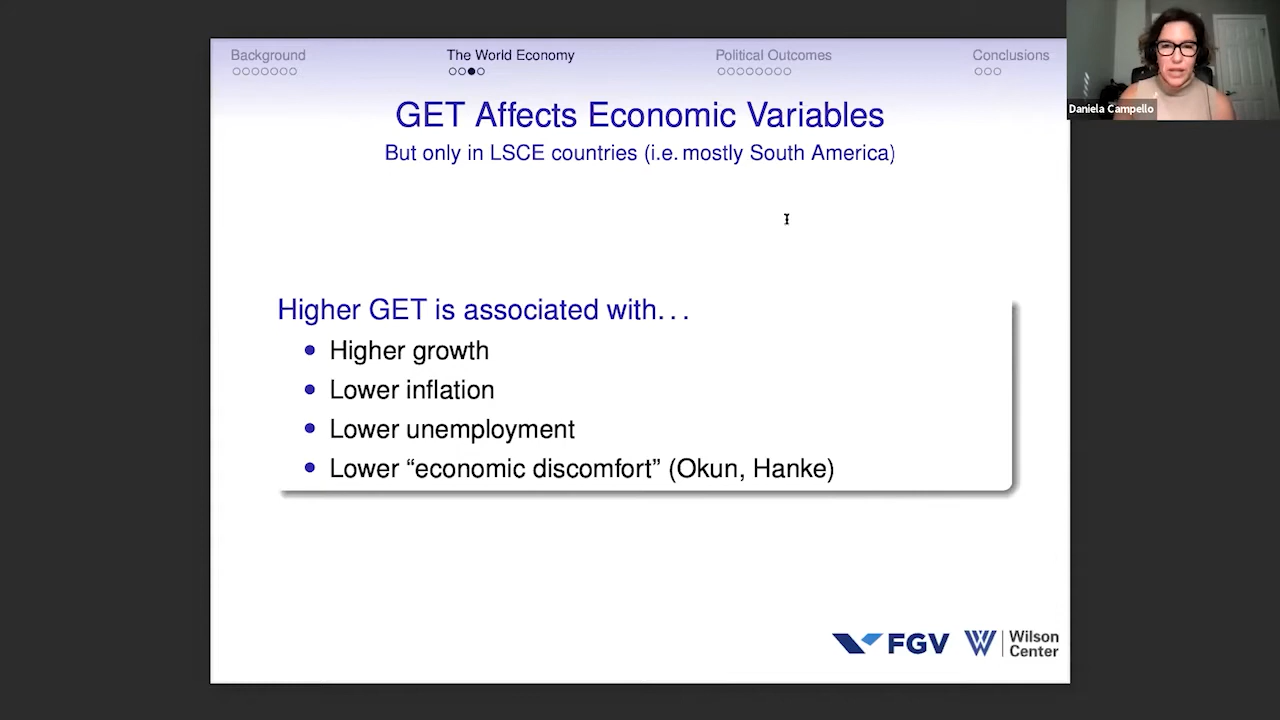 Background
The World Economy
Political Outcomes
Conclusions
Daniela Campello
GET Affects Economic Variables
But only in LSCE countries (i.e. mostly South America)
Higher GET is associated with...
• Higher growth
• Lower inflation
• Lower unemployment
• Lower “economic discomfort” (Okun, Hanke)
FGV
Wilson
Center